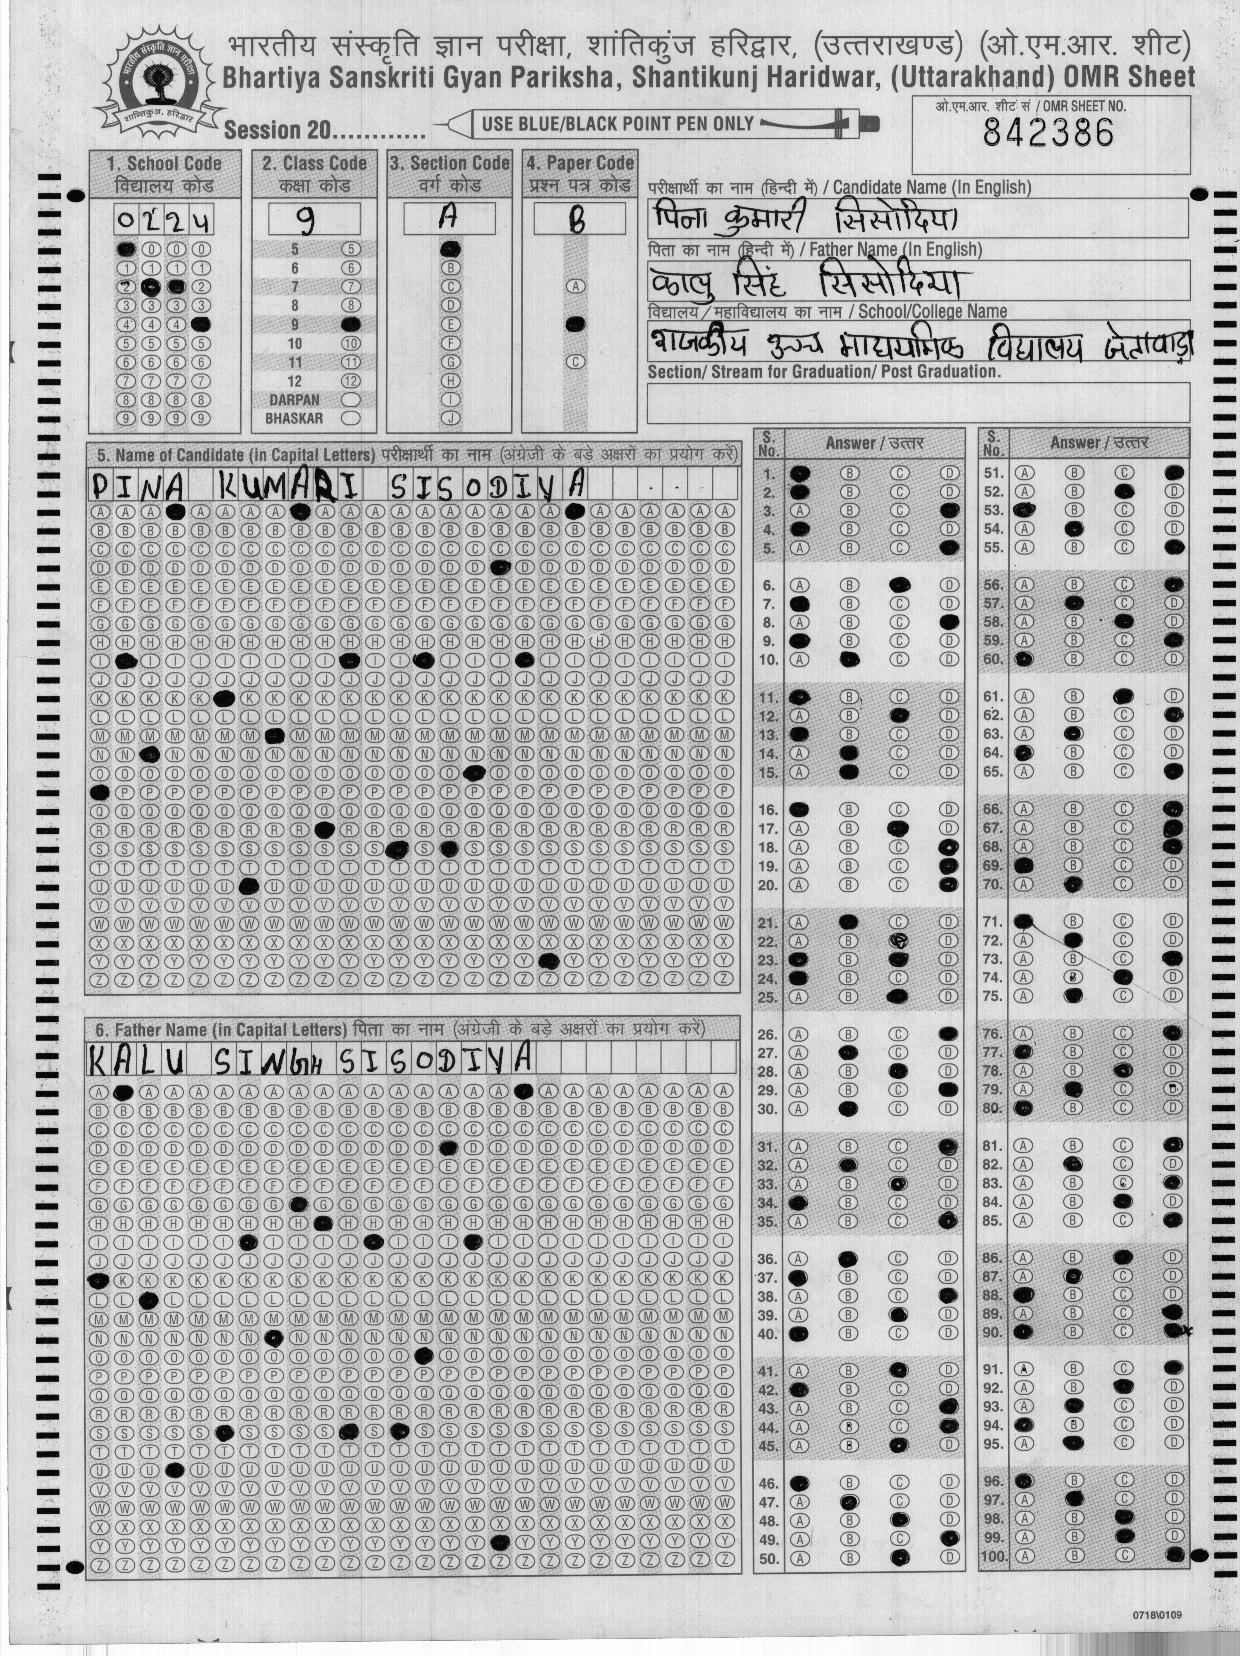 भारतीय संस्कृति ज्ञान परीक्षा, शांतिकुंज हरिद्वार, (उत्तराखण्ड) (ओ.एम.आर. शीट)
Bhartiya Sanskriti Gyan Pariksha, Shantikunj Haridwar, (Uttarakhand) OMR Sheet
Session 20............
USE BLUE/BLACK POINT PEN ONLY
ओ.एम.आर. शीट सं / OMR SHEET NO.
842386
1. School Code
विद्यालय कोड
0224
2. Class Code
कक्षा कोड
9
5
6
7
8
9
10
11
12
DARPAN
BHASKAR
3. Section Code
वर्ग कोड
A
4. Paper Code
प्रश्न पत्र कोड
B
परीक्षार्थी का नाम (हिन्दी में) / Candidate Name (In English)
पिना कुमारी सिसोदिया
पिता का नाम (हिन्दी में) / Father Name (In English)
कालु सिंह सिसोदिया
विद्यालय/महाविद्यालय का नाम / School/College Name
राजकीय उच्च माध्यमिक विद्यालय जेतावाड़ा
Section/ Stream for Graduation/ Post Graduation.
5. Name of Candidate (in Capital Letters) परीक्षार्थी का नाम (अंग्रेजी के बड़े अक्षरों का प्रयोग करें)
PINA KUMARI SISODIYA
6. Father Name (in Capital Letters) पिता का नाम (अंग्रेजी के बड़े अक्षरों का प्रयोग करें)
KALU SINGH SISODIYA
S. No. Answer / उत्तर
S. No. Answer / उत्तर
0718\0109